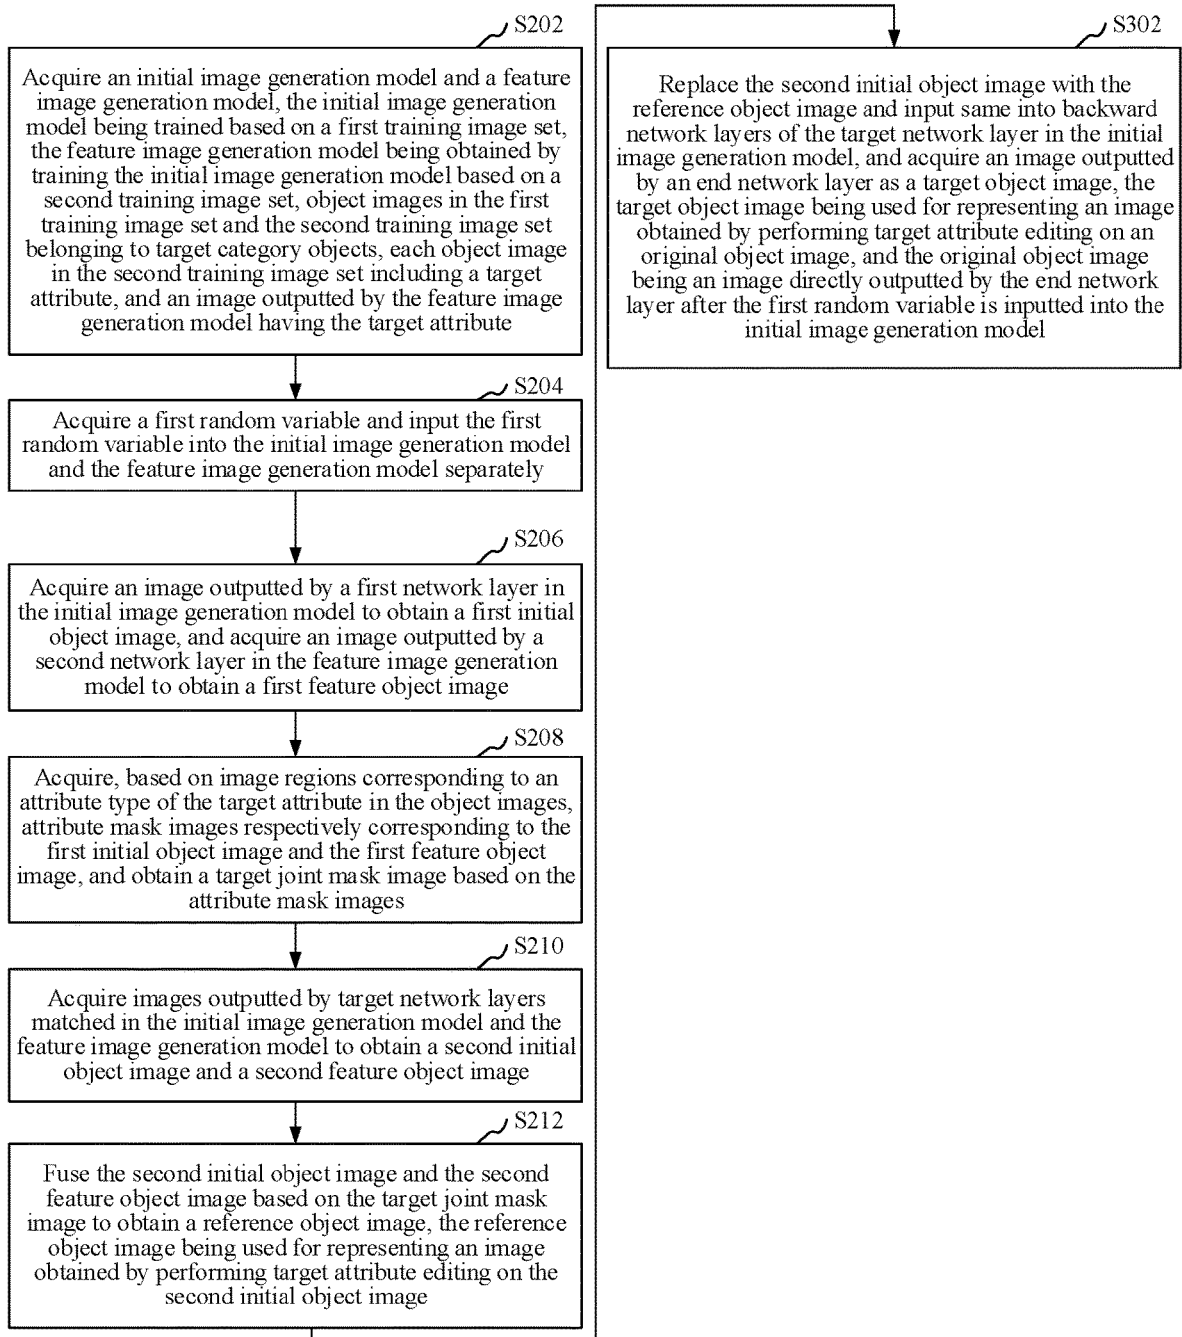 S202
Acquire an initial image generation model and a feature
image generation model, the initial image generation
model being trained based on a first training image set,
the feature image generation model being obtained by
training the initial image generation model based on a
second training image set, object images in the first
training image set and the second training image set
belonging to target category objects, each object image
in the second training image set including a target
attribute, and an image outputted by the feature image
generation model having the target attribute
S204
Acquire a first random variable and input the first
random variable into the initial image generation model
and the feature image generation model separately
S206
Acquire an image outputted by a first network layer in
the initial image generation model to obtain a first initial
object image, and acquire an image outputted by a
second network layer in the feature image generation
model to obtain a first feature object image
S208
Acquire, based on image regions corresponding to an
attribute type of the target attribute in the object images,
attribute mask images respectively corresponding to the
first initial object image and the first feature object
image, and obtain a target joint mask image based on the
attribute mask images
S210
Acquire images outputted by target network layers
matched in the initial image generation model and the
feature image generation model to obtain a second initial
object image and a second feature object image
S212
Fuse the second initial object image and the second
feature object image based on the target joint mask
image to obtain a reference object image, the reference
object image being used for representing an image
obtained by performing target attribute editing on the
second initial object image
S302
Replace the second initial object image with the
reference object image and input same into backward
network layers of the target network layer in the initial
image generation model, and acquire an image outputted
by an end network layer as a target object image, the
target object image being used for representing an image
obtained by performing target attribute editing on an
original object image, and the original object image
being an image directly outputted by the end network
layer after the first random variable is inputted into the
initial image generation model